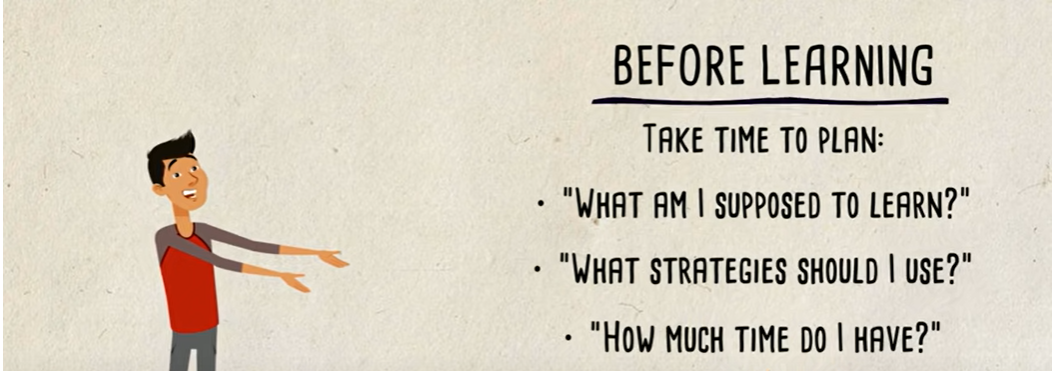 BEFORE LEARNING
TAKE TIME TO PLAN:
• "WHAT AM I SUPPOSED TO LEARN?"
• "WHAT STRATEGIES SHOULD I USE?"
• "HOW MUCH TIME DO I HAVE?"